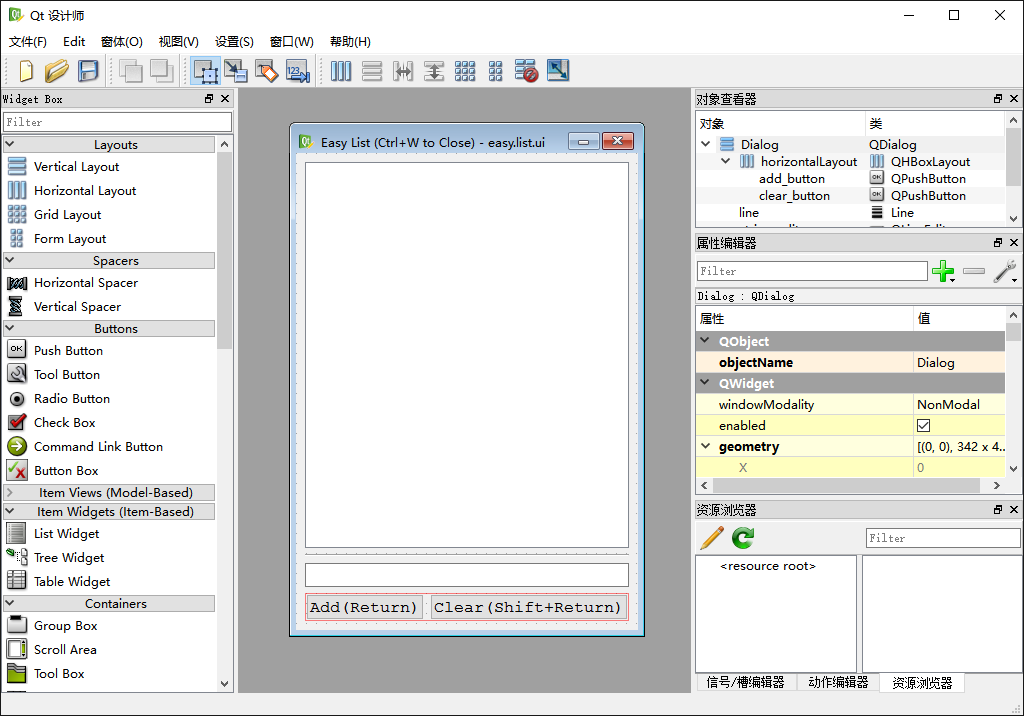 Qt 设计师
文件(F) Edit 窗体(O) 视图(V) 设置(S) 窗口(W) 帮助(H)
Widget Box
Filter
Layouts
Vertical Layout
Horizontal Layout
Grid Layout
Form Layout
Spacers
Horizontal Spacer
Vertical Spacer
Buttons
OK
Push Button
Tool Button
Radio Button
Check Box
Command Link Button
Button Box
Item Views (Model-Based)
Item Widgets (Item-Based)
List Widget
Tree Widget
Table Widget
Containers
Group Box
Scroll Area
Tool Box
Easy List (Ctrl+W to Close) - easy.list.ui
Add(Return) Clear(Shift+Return)
对象查看器
对象 类
Dialog QDialog
horizontalLayout QHBoxLayout
add_button OK QPushButton
clear_button OK QPushButton
line Line
属性编辑器
Filter
Dialog : QDialog
属性 值
QObject
objectName Dialog
QWidget
windowModality NonModal
enabled
geometry [(0, 0), 342 x 4..
X 0
资源浏览器
Filter
<resource root>
信号/槽编辑器 动作编辑器 资源浏览器